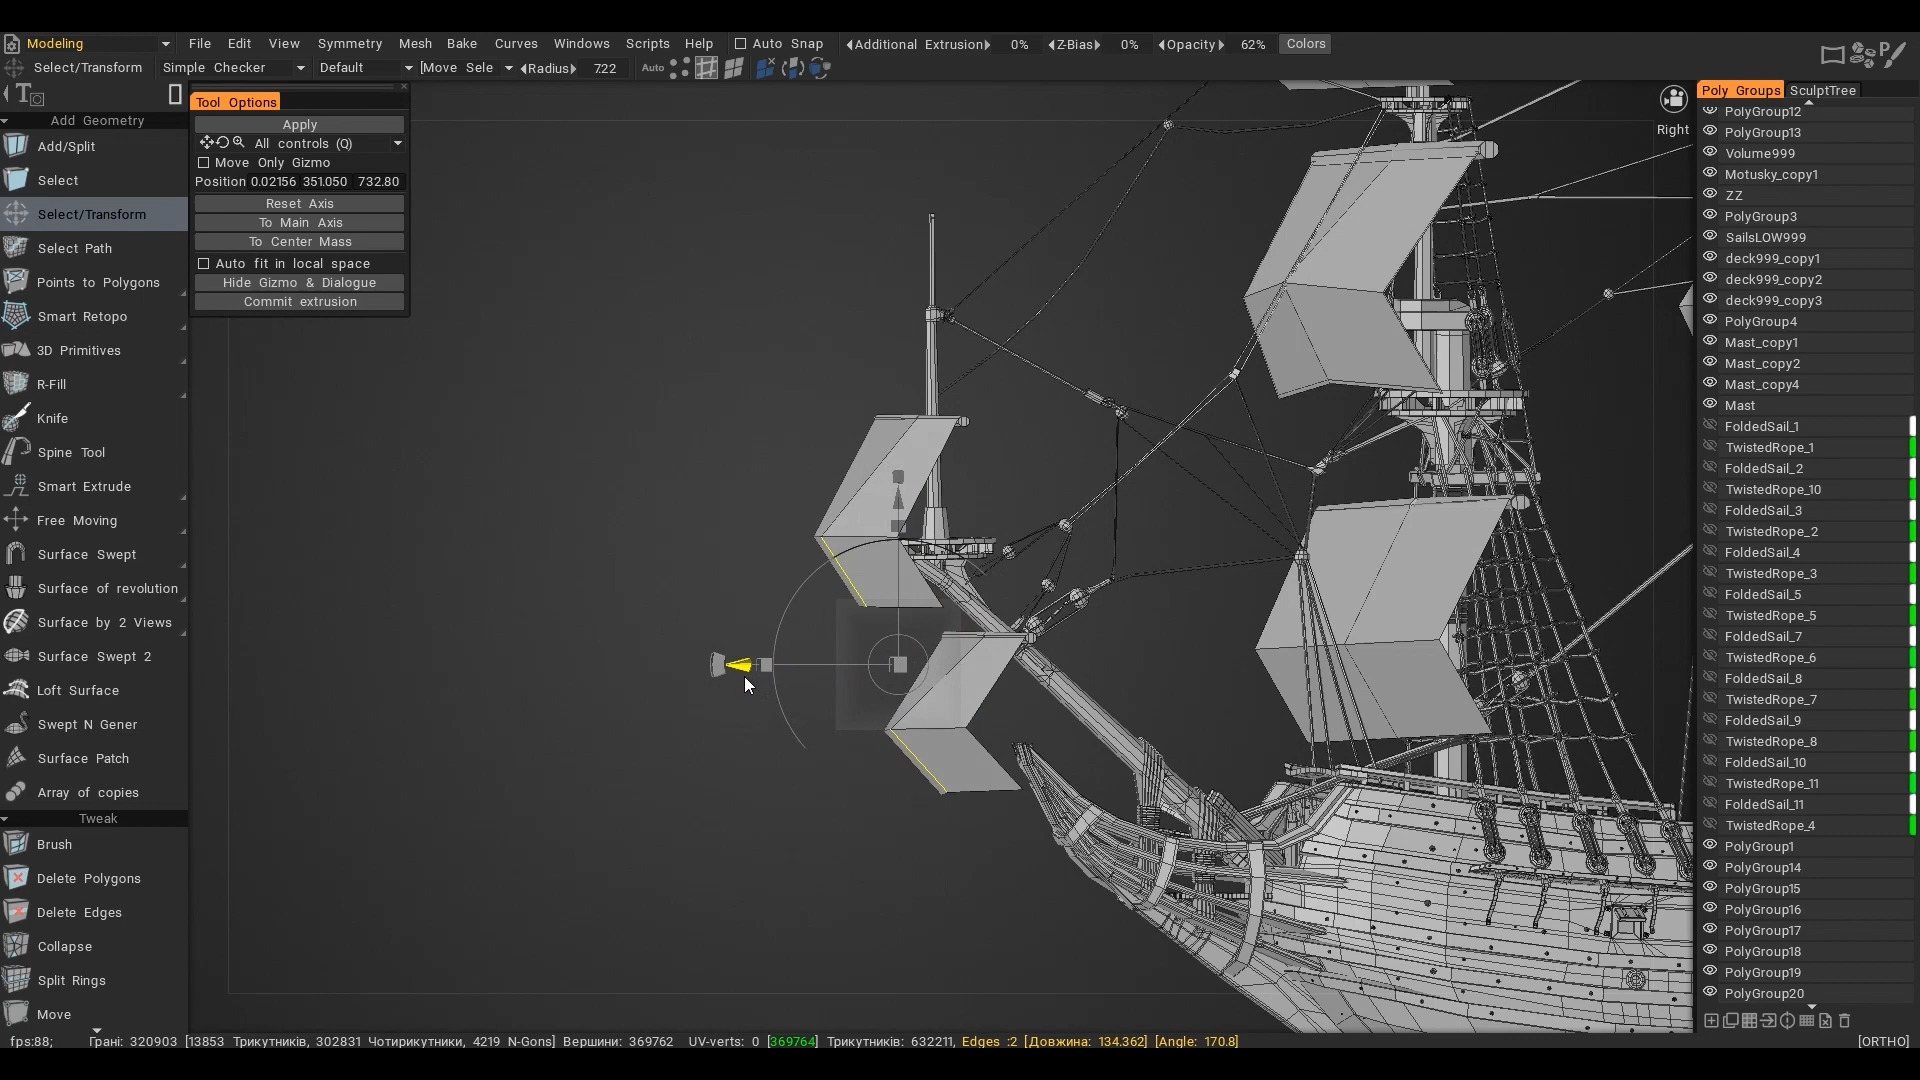 Modeling File Edit View Symmetry Mesh Bake Curves Windows Scripts Help Auto Snap Additional Extrusion 0% Z-Bias 0% Opacity 62% Colors
Select/Transform Simple Checker Default [Move Sele Radius 722 Auto
Add Geometry
Add/Split
Select
Select/Transform
Select Path
Points to Polygons
Smart Retopo
3D Primitives
R-Fill
Knife
Spine Tool
Smart Extrude
Free Moving
Surface Swept
Surface of revolution
Surface by 2 Views
Surface Swept 2
Loft Surface
Swept N Gener
Surface Patch
Array of copies
Tweak
Brush
Delete Polygons
Delete Edges
Collapse
Split Rings
Move
Tool Options
Apply
All controls (Q)
Move Only Gizmo
Position 0.02156 351.050 732.80
Reset Axis
To Main Axis
To Center Mass
Auto fit in local space
Hide Gizmo & Dialogue
Commit extrusion
Right
Poly Groups SculptTree
PolyGroup12
PolyGroup13
Volume999
Motusky_copy1
ZZ
PolyGroup3
SailsLOW999
deck999_copy1
deck999_copy2
deck999_copy3
PolyGroup4
Mast_copy1
Mast_copy2
Mast_copy4
Mast
FoldedSail_1
TwistedRope_1
FoldedSail_2
TwistedRope_10
FoldedSail_3
TwistedRope_2
FoldedSail_4
TwistedRope_3
FoldedSail_5
TwistedRope_5
FoldedSail_7
TwistedRope_6
FoldedSail_8
TwistedRope_7
FoldedSail_9
TwistedRope_8
FoldedSail_10
TwistedRope_11
FoldedSail_11
TwistedRope_4
PolyGroup1
PolyGroup14
PolyGroup15
PolyGroup16
PolyGroup17
PolyGroup18
PolyGroup19
PolyGroup20
fps:88; Грані: 320903 [13853 Трикутників, 302831 Чотирикутники, 4219 N-Gons] Вершини: 369762 UV-verts: 0 [369764] Трикутників: 632211, Edges :2 [Довжина: 134.362] [Angle: 170.8] [ORTHO]